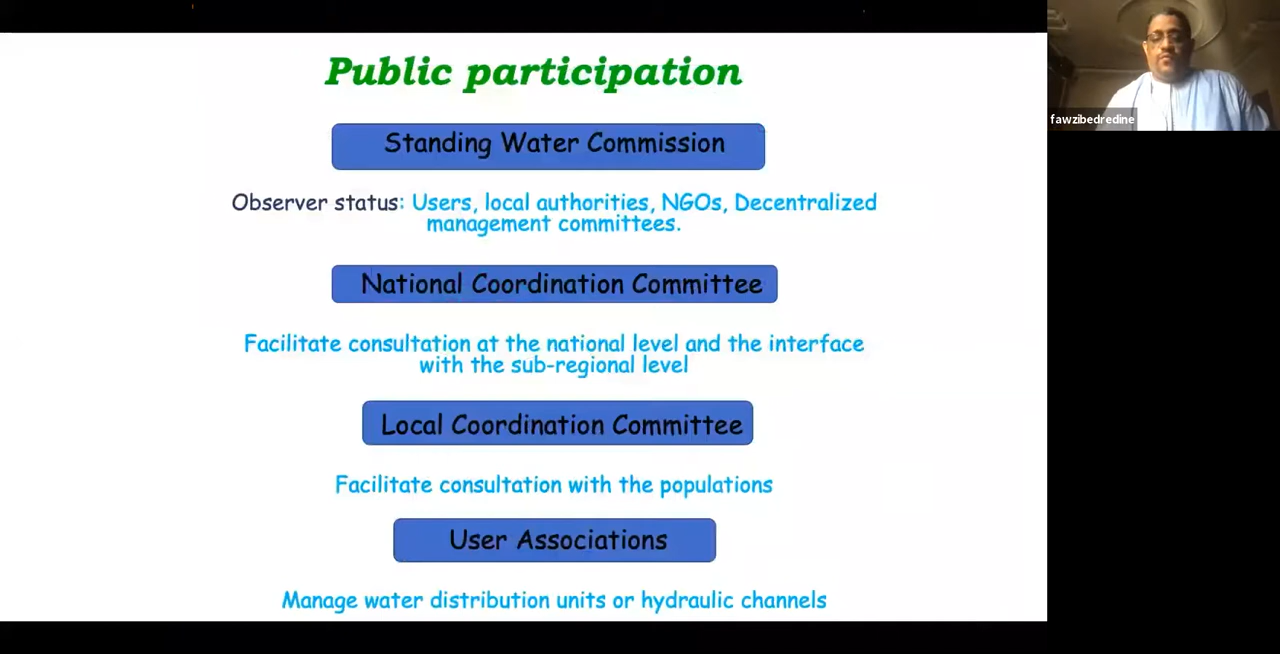 Public participation
fawzibedredine
Standing Water Commission
Observer status: Users, local authorities, NGOs, Decentralized
management committees.
National Coordination Committee
Facilitate consultation at the national level and the interface
with the sub-regional level
Local Coordination Committee
Facilitate consultation with the populations
User Associations
Manage water distribution units or hydraulic channels